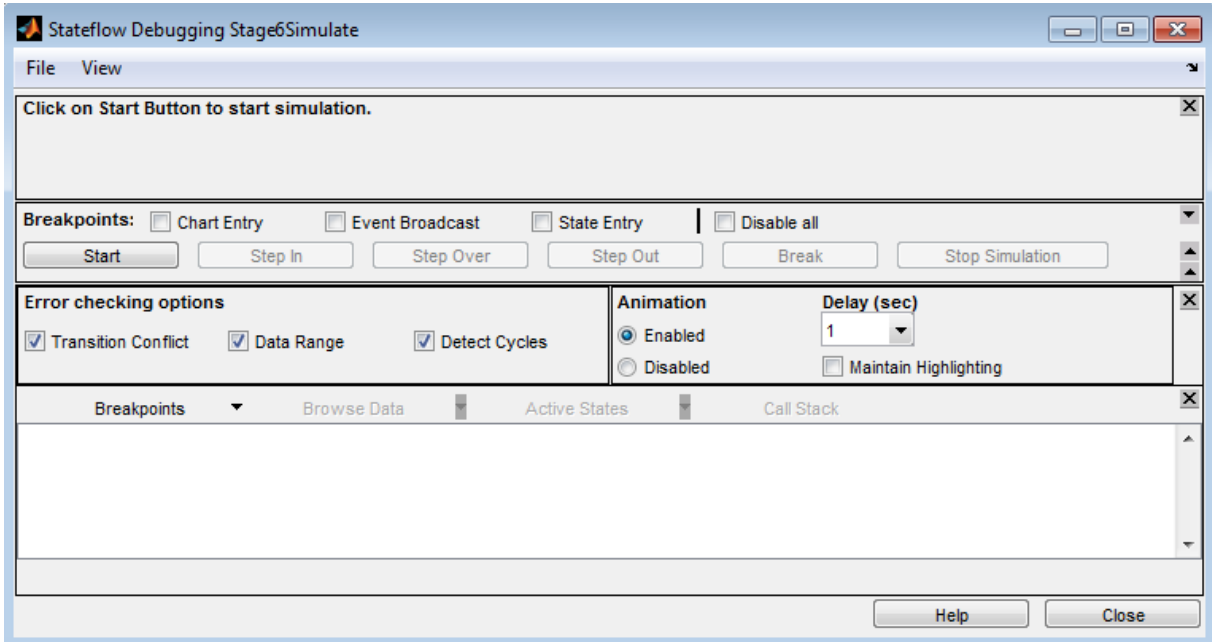 Stateflow Debugging Stage6Simulate
File View
Click on Start Button to start simulation.
Breakpoints: Chart Entry Event Broadcast State Entry Disable all
Start Step In Step Over Step Out Break Stop Simulation
Error checking options Animation Delay (sec)
Transition Conflict Data Range Detect Cycles Enabled 1
Disabled Maintain Highlighting
Breakpoints Browse Data Active States Call Stack
Help Close